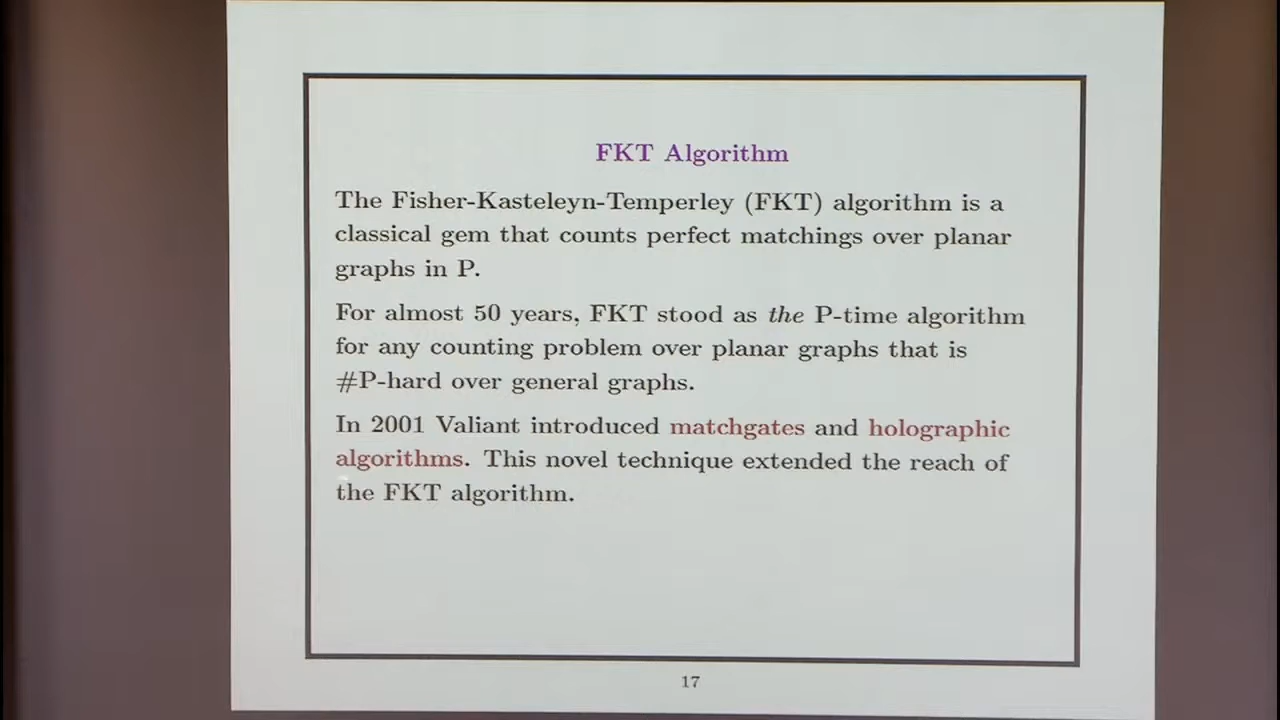 FKT Algorithm
The Fisher-Kasteleyn-Temperley (FKT) algorithm is a
classical gem that counts perfect matchings over planar
graphs in P.
For almost 50 years, FKT stood as the P-time algorithm
for any counting problem over planar graphs that is
#P-hard over general graphs.
In 2001 Valiant introduced matchgates and holographic
algorithms. This novel technique extended the reach of
the FKT algorithm.
17